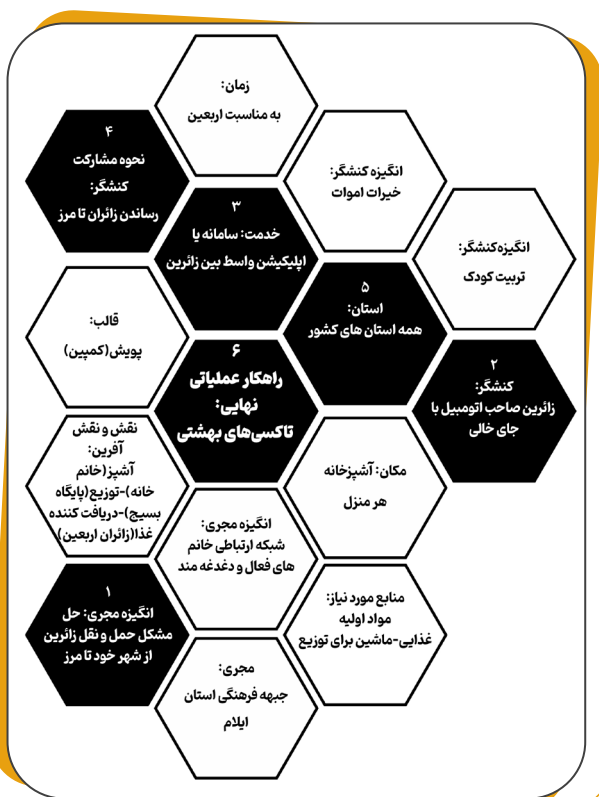 زمان:
به مناسبت اربعین
۴
نحوه مشارکت
کنشگر:
رساندن زائران تا مرز
انگیزه کنشگر:
خیرات اموات
۳
خدمت: سامانه یا
اپلیکیشن واسط بین زائرین
انگیزه‌کنشگر:
تربیت کودک
۵
استان:
همه استان های کشور
قالب:
پویش(کمپین)
۶
راهکار عملیاتی
نهایی:
تاکسی‌های بهشتی
۲
کنشگر:
زائرین صاحب اتومبیل با
جای خالی
نقش و نقش
آفرین:
آشپز(خانم
خانه)-توزیع(پایگاه
بسیج)-دریافت کننده
غذا(زائران اربعین)
مکان: آشپزخانه
هر منزل
انگیزه مجری:
شبکه ارتباطی خانم
های فعال و دغدغه مند
۱
انگیزه مجری: حل
مشکل حمل و نقل زائرین
از شهر خود تا مرز
منابع مورد نیاز:
مواد اولیه
غذایی-ماشین برای توزیع
مجری:
جبهه فرهنگی استان
ایلام